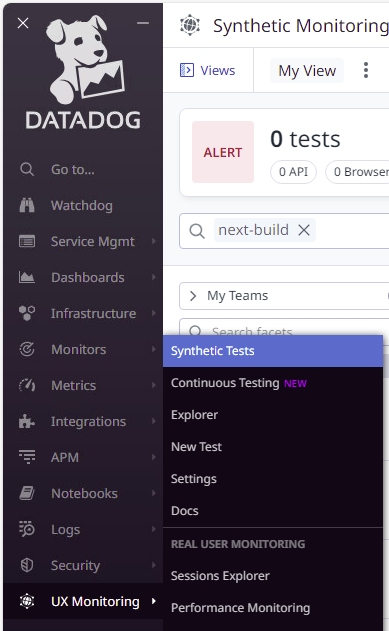 Synthetic Monitoring
Views
My View
DATADOG
ALERT
0 tests
0 API
0 Browser
Go to...
Watchdog
next-build
Service Mgmt
Dashboards
My Teams
Infrastructure
Search facets
Monitors
Synthetic Tests
Continuous Testing NEW
Metrics
Explorer
Integrations
New Test
APM
Settings
Notebooks
Docs
Logs
REAL USER MONITORING
Security
Sessions Explorer
UX Monitoring
Performance Monitoring